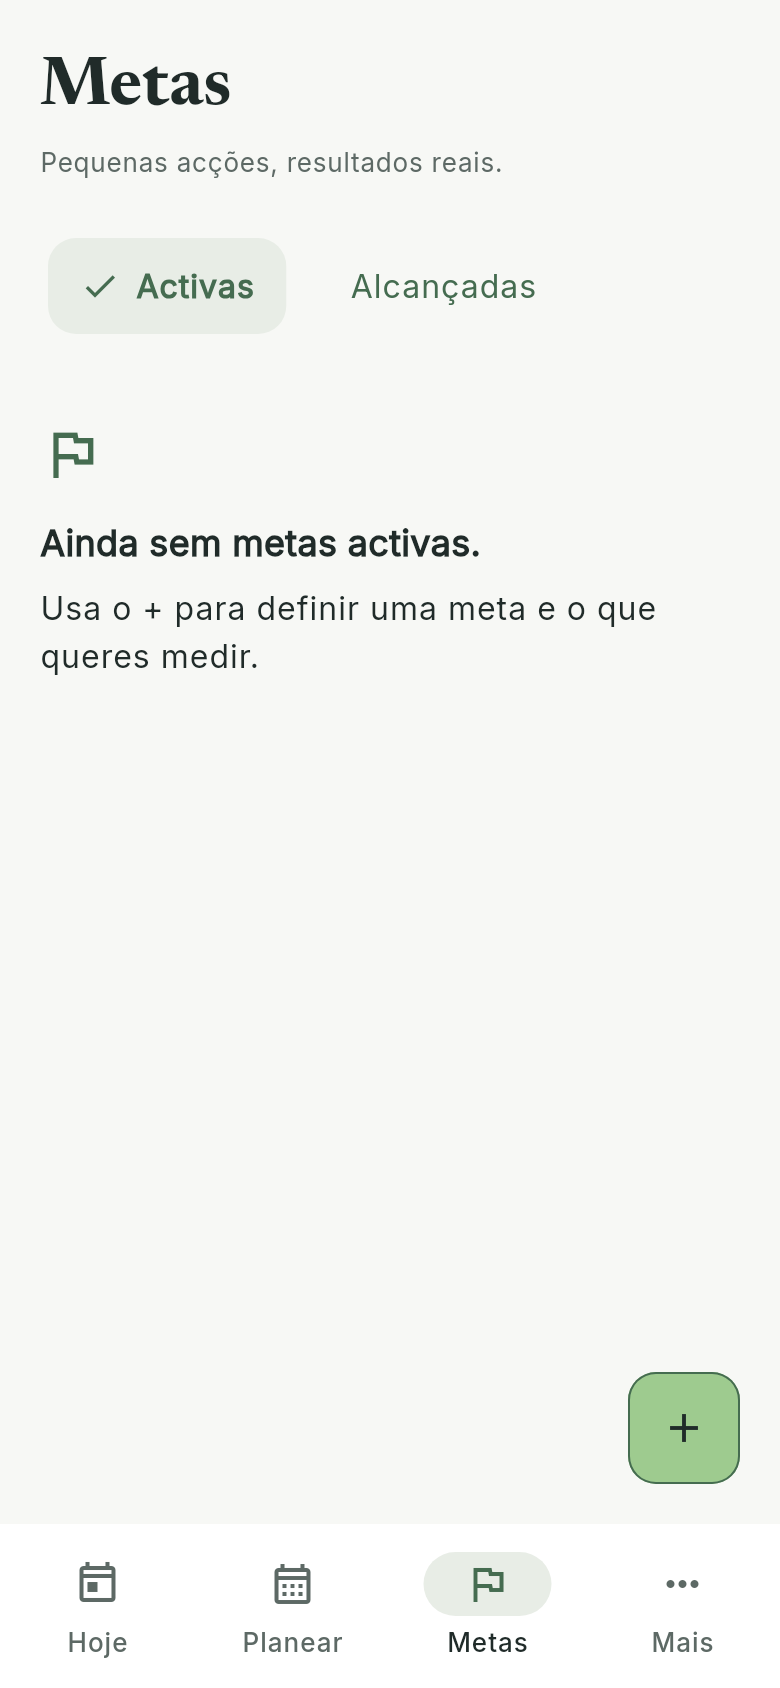 Metas
Pequenas acções, resultados reais.
Activas
Alcançadas
Ainda sem metas activas.
Usa o + para definir uma meta e o que
queres medir.
Hoje
Planear
Metas
Mais